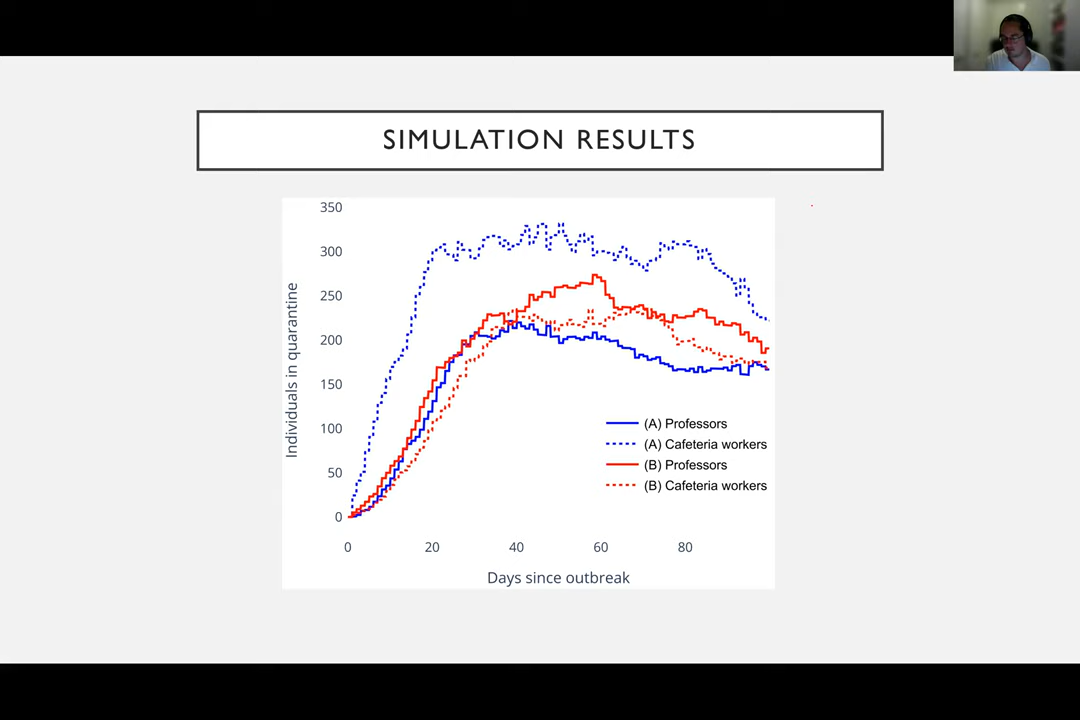 SIMULATION RESULTS
350
300
250
200
150
100
50
0
Individuals in quarantine
0 20 40 60 80
Days since outbreak
(A) Professors
(A) Cafeteria workers
(B) Professors
(B) Cafeteria workers